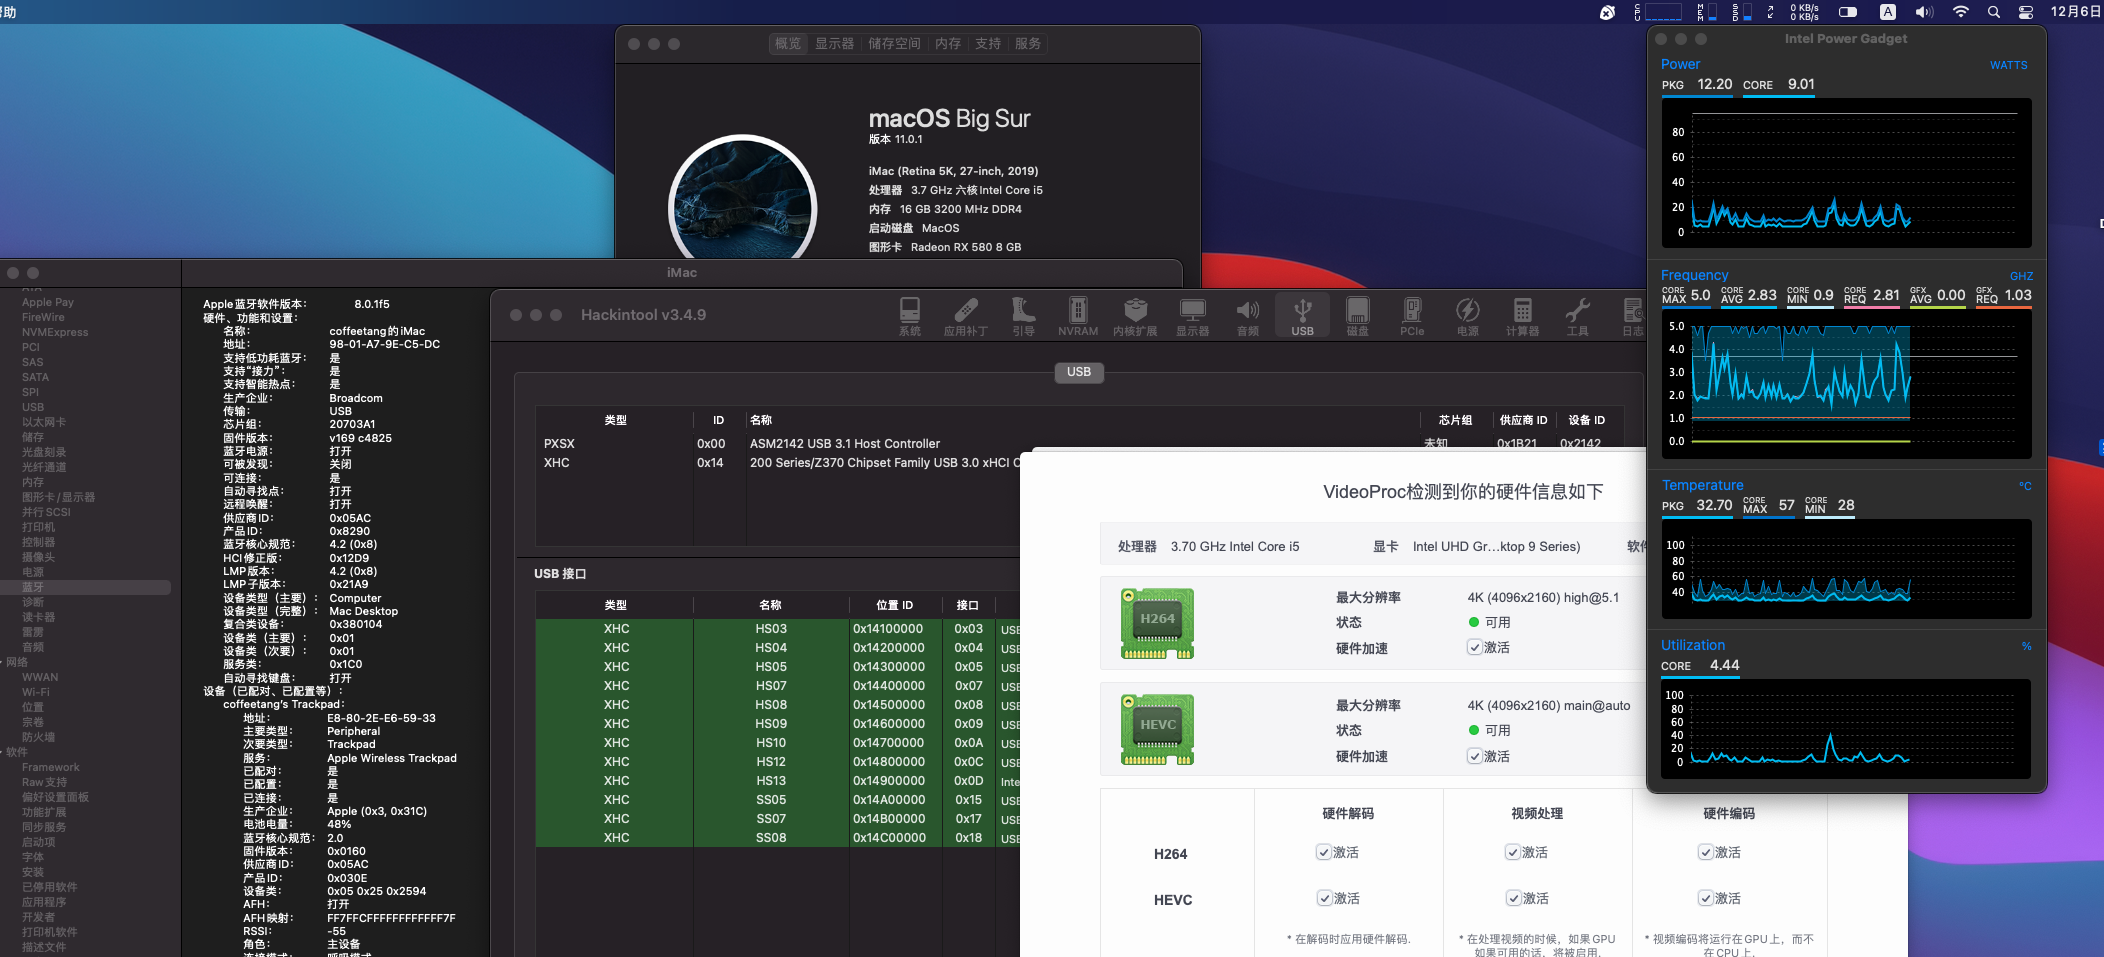 帮助
CPU
MEM
SSD
0 KB/s
0 KB/s
A
12月6日
概览 显示器 储存空间 内存 支持 服务
macOS Big Sur
版本 11.0.1
iMac (Retina 5K, 27-inch, 2019)
处理器 3.7 GHz 六核Intel Core i5
内存 16 GB 3200 MHz DDR4
启动磁盘 MacOS
图形卡 Radeon RX 580 8 GB
iMac
ATA
Apple Pay
FireWire
NVMExpress
PCI
SAS
SATA
SPI
USB
以太网卡
储存
光盘刻录
光纤通道
内存
图形卡/显示器
并行SCSI
打印机
控制器
摄像头
电源
蓝牙
诊断
读卡器
雷雳
音频
网络
WWAN
Wi-Fi
位置
宗卷
防火墙
软件
Framework
Raw支持
偏好设置面板
功能扩展
同步服务
启动项
字体
安装
已停用软件
应用程序
开发者
打印机软件
描述文件
Apple蓝牙软件版本： 8.0.1f5
硬件、功能和设置：
名称： coffeetang的iMac
地址： 98-01-A7-9E-C5-DC
支持低功耗蓝牙： 是
支持“接力”： 是
支持智能热点： 是
生产企业： Broadcom
传输： USB
芯片组： 20703A1
固件版本： v169 c4825
蓝牙电源： 打开
可被发现： 关闭
可连接： 是
自动寻找点： 打开
远程唤醒： 打开
供应商ID： 0x05AC
产品ID： 0x8290
蓝牙核心规范： 4.2 (0x8)
HCI修正版： 0x12D9
LMP版本： 4.2 (0x8)
LMP子版本： 0x21A9
设备类型（主要）： Computer
设备类型（完整）： Mac Desktop
复合类设备： 0x380104
设备类（主要）： 0x01
设备类（次要）： 0x01
服务类： 0x1C0
自动寻找键盘： 打开
设备（已配对、已配置等）：
coffeetang's Trackpad：
地址： E8-80-2E-E6-59-33
主要类型： Peripheral
次要类型： Trackpad
服务： Apple Wireless Trackpad
已配对： 是
已配置： 是
已连接： 是
生产企业： Apple (0x3, 0x31C)
电池电量： 48%
蓝牙核心规范： 2.0
固件版本： 0x0160
供应商ID： 0x05AC
产品ID： 0x030E
设备类： 0x05 0x25 0x2594
AFH： 打开
AFH映射： FF7FFCFFFFFFFFFFFF7F
RSSI： -55
角色： 主设备
连接模式： 呼吸模式
Hackintool v3.4.9
系统 应用补丁 引导 NVRAM 内核扩展 显示器 音频 USB 磁盘 PCIe 电源 计算器 工具 日志
USB
类型 ID 名称 芯片组 供应商 ID 设备 ID
PXSX 0x00 ASM2142 USB 3.1 Host Controller 未知 0x1B21 0x2142
XHC 0x14 200 Series/Z370 Chipset Family USB 3.0 xHCI C
USB 接口
类型 名称 位置 ID 接口
XHC HS03 0x14100000 0x03 USB
XHC HS04 0x14200000 0x04 USB
XHC HS05 0x14300000 0x05 USB
XHC HS07 0x14400000 0x07 USB
XHC HS08 0x14500000 0x08 USB
XHC HS09 0x14600000 0x09 USB
XHC HS10 0x14700000 0x0A USB
XHC HS12 0x14800000 0x0C USB
XHC HS13 0x14900000 0x0D Inte
XHC SS05 0x14A00000 0x15 USB
XHC SS07 0x14B00000 0x17 USB
XHC SS08 0x14C00000 0x18 USB
VideoProc检测到你的硬件信息如下
处理器 3.70 GHz Intel Core i5 显卡 Intel UHD Gr...ktop 9 Series) 软件
H264
最大分辨率 4K (4096x2160) high@5.1
状态 可用
硬件加速 激活
HEVC
最大分辨率 4K (4096x2160) main@auto
状态 可用
硬件加速 激活
硬件解码 视频处理 硬件编码
H264 激活 激活 激活
HEVC 激活 激活 激活
* 在解码时应用硬件解码.
* 在处理视频的时候，如果GPU
如果可用的话，将被启用.
* 视频编码将运行在GPU上，而不
在CPU上.
Intel Power Gadget
Power WATTS
PKG 12.20 CORE 9.01
80
60
40
20
0
Frequency GHZ
CORE MAX 5.0 CORE AVG 2.83 CORE MIN 0.9 CORE REQ 2.81 GFX AVG 0.00 GFX REQ 1.03
5.0
4.0
3.0
2.0
1.0
0.0
Temperature °C
PKG 32.70 CORE MAX 57 CORE MIN 28
100
80
60
40
Utilization %
CORE 4.44
100
80
60
40
20
0